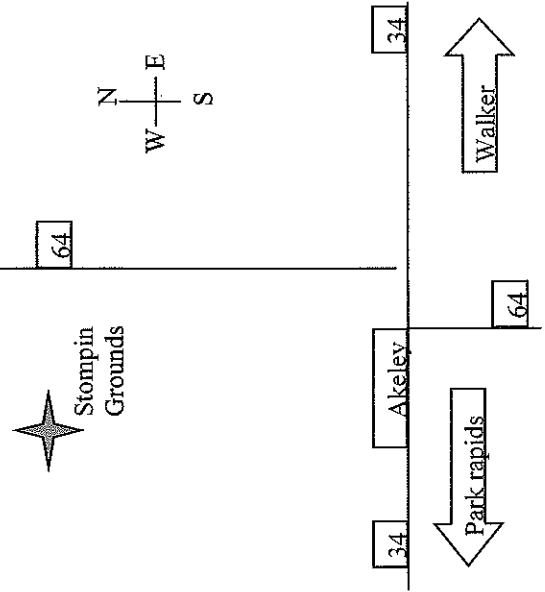 64
Stompin
Grounds
N
W E
S
34
Akeley
34
Park rapids
Walker
64